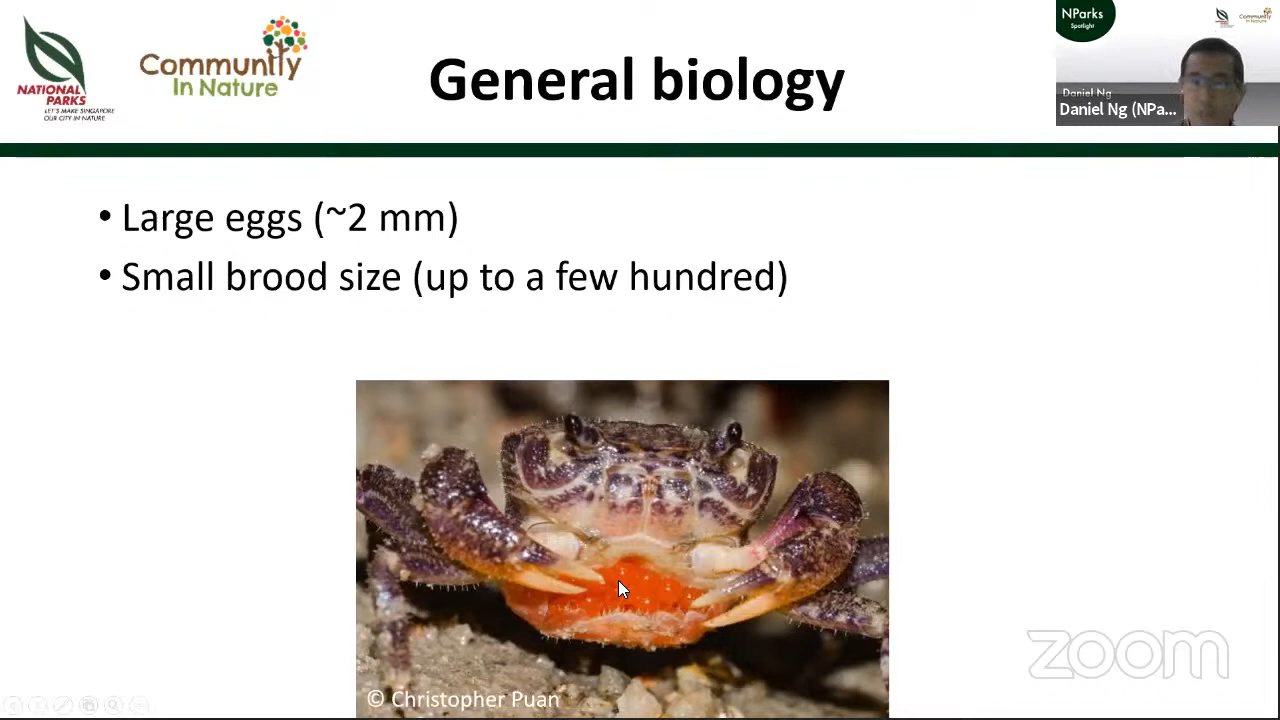 NATIONAL
PARKS
LET'S MAKE SINGAPORE
OUR CITY IN NATURE
Community
In Nature
General biology
NParks
Spotlight
Daniel Ng
Daniel Ng (NPa...
• Large eggs (~2 mm)
• Small brood size (up to a few hundred)
© Christopher Puan
zoom